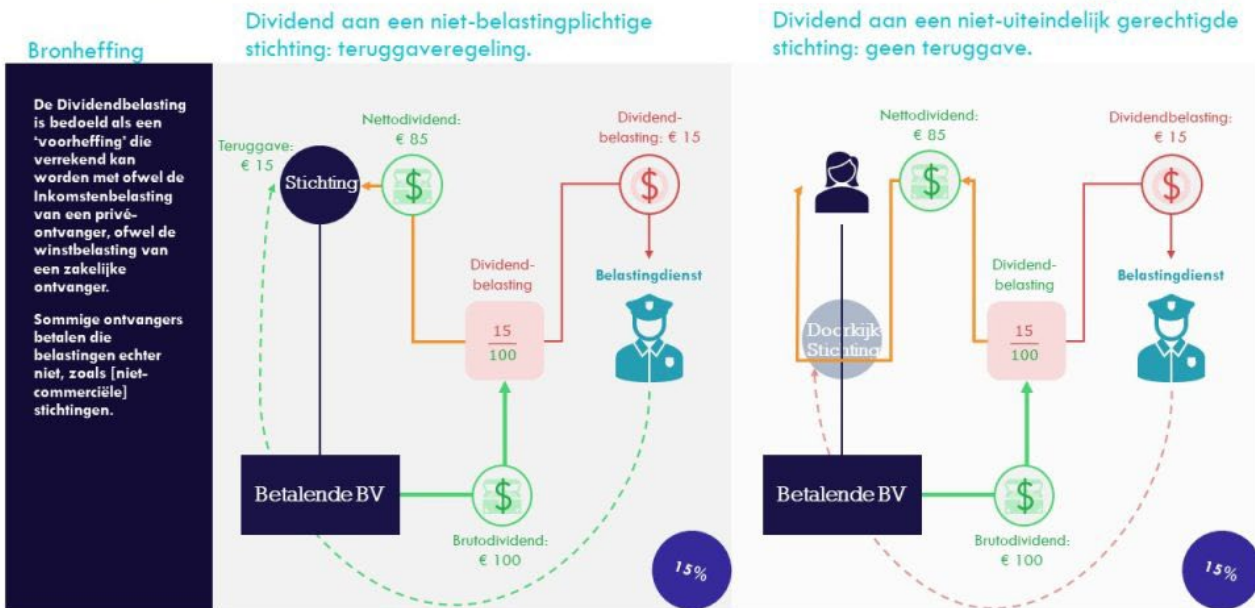 Bronheffing
De Dividendbelasting
is bedoeld als een
'voorheffing' die
verrekend kan
worden met ofwel de
Inkomstenbelasting
van een privé-
ontvanger, ofwel de
winstbelasting van
een zakelijke
ontvanger.
Sommige ontvangers
betalen die
belastingen echter
niet, zoals [niet-
commerciële]
stichtingen.
Dividend aan een niet-belastingplichtige
stichting: teruggaveregeling.
Teruggave:
€ 15
Stichting
Nettodividend:
€ 85
$
Dividend-
belasting: € 15
$
Dividend-
belasting
15
100
Belastingdienst
Betalende BV
$
Brutodividend:
€ 100
15%
Dividend aan een niet-uiteindelijk gerechtigde
stichting: geen teruggave.
Nettodividend:
€ 85
$
Dividendbelasting:
€ 15
$
Doorkijk
Stichting
Dividend-
belasting
15
100
Belastingdienst
Betalende BV
$
Brutodividend:
€ 100
15%